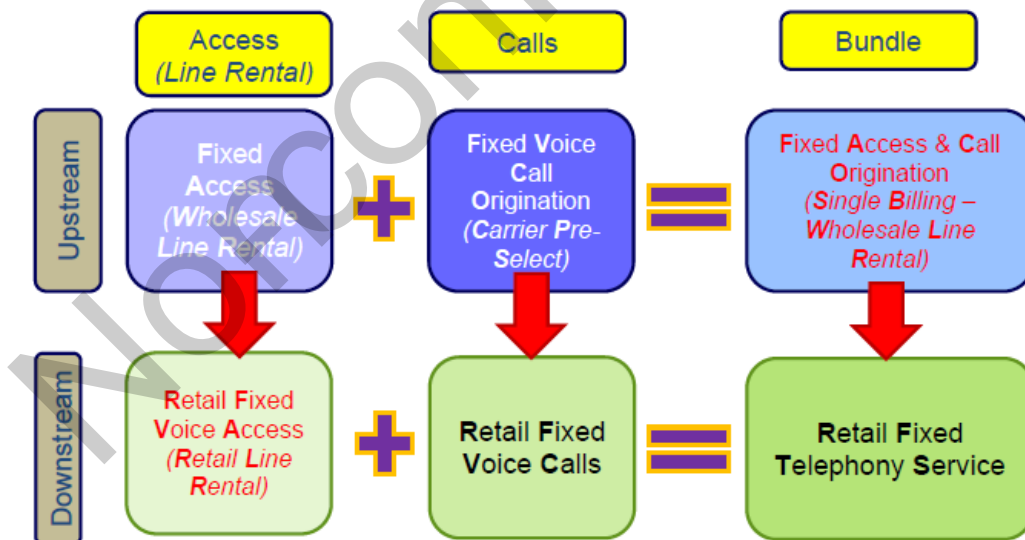 Access
(Line Rental)
Calls
Bundle
Upstream
Fixed
Access
(Wholesale
Line Rental)
Fixed Voice
Call
Origination
(Carrier Pre-
Select)
Fixed Access & Call
Origination
(Single Billing –
Wholesale Line
Rental)
Downstream
Retail Fixed
Voice Access
(Retail Line
Rental)
Retail Fixed
Voice Calls
Retail Fixed
Telephony Service